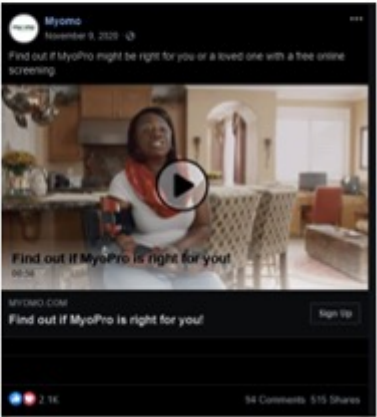 Myomo
November 9, 2020
Find out if MyoPro might be right for you or a loved one with a free online
screening.
Find out if MyoPro is right for you!
00:56
MYOMO.COM
Find out if MyoPro is right for you!
Sign Up
2.1K
94 Comments 515 Shares